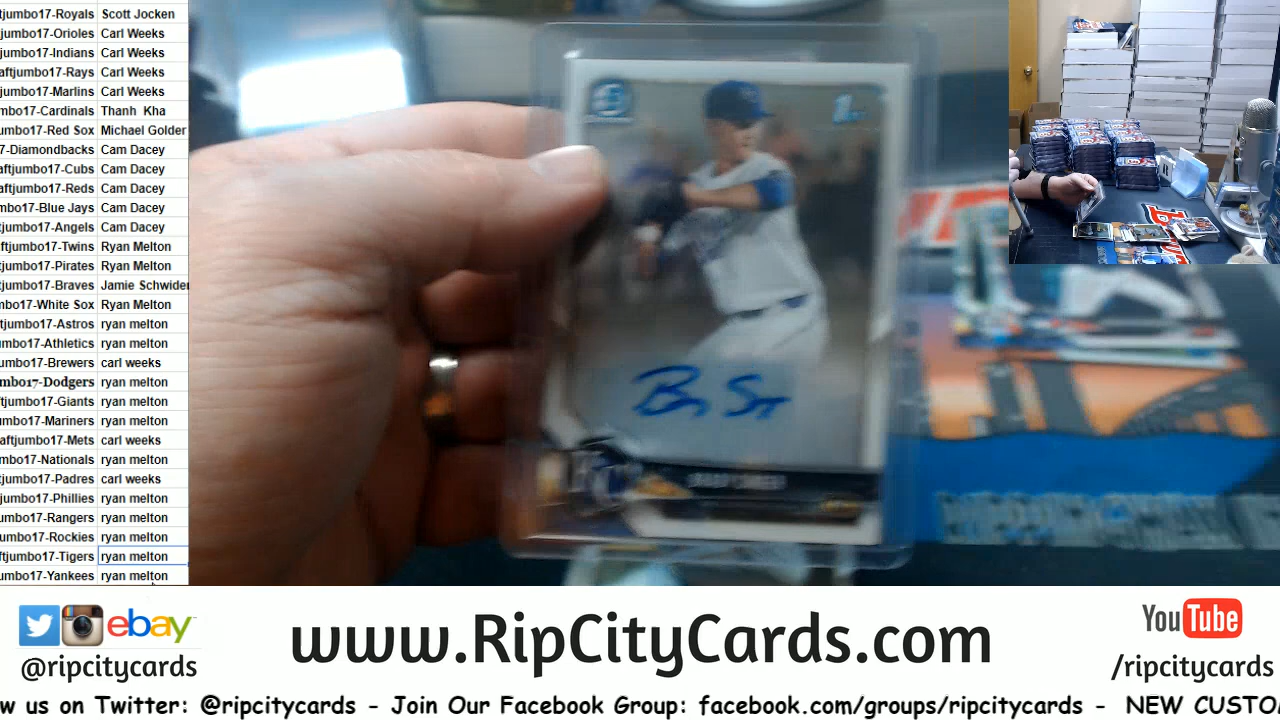 ftjumbo17-Royals Scott Jocken
jumbo17-Orioles Carl Weeks
jumbo17-Indians Carl Weeks
aftjumbo17-Rays Carl Weeks
jumbo17-Marlins Carl Weeks
mbo17-Cardinals Thanh Kha
umbo17-Red Sox Michael Golder
7-Diamondbacks Cam Dacey
aftjumbo17-Cubs Cam Dacey
aftjumbo17-Reds Cam Dacey
mbo17-Blue Jays Cam Dacey
ftjumbo17-Angels Cam Dacey
ftjumbo17-Twins Ryan Melton
tjumbo17-Pirates Ryan Melton
tjumbo17-Braves Jamie Schwider
mbo17-White Sox Ryan Melton
ftjumbo17-Astros ryan melton
umbo17-Athletics ryan melton
umbo17-Brewers carl weeks
mbo17-Dodgers ryan melton
ftjumbo17-Giants ryan melton
umbo17-Mariners ryan melton
aftjumbo17-Mets carl weeks
mbo17-Nationals ryan melton
tjumbo17-Padres carl weeks
jumbo17-Phillies ryan melton
jumbo17-Rangers ryan melton
umbo17-Rockies ryan melton
ftjumbo17-Tigers ryan melton
umbo17-Yankees ryan melton
1st
ebay
@ripcitycards
www.RipCityCards.com
YouTube
/ripcitycards
w us on Twitter: @ripcitycards - Join Our Facebook Group: facebook.com/groups/ripcitycards - NEW CUSTO